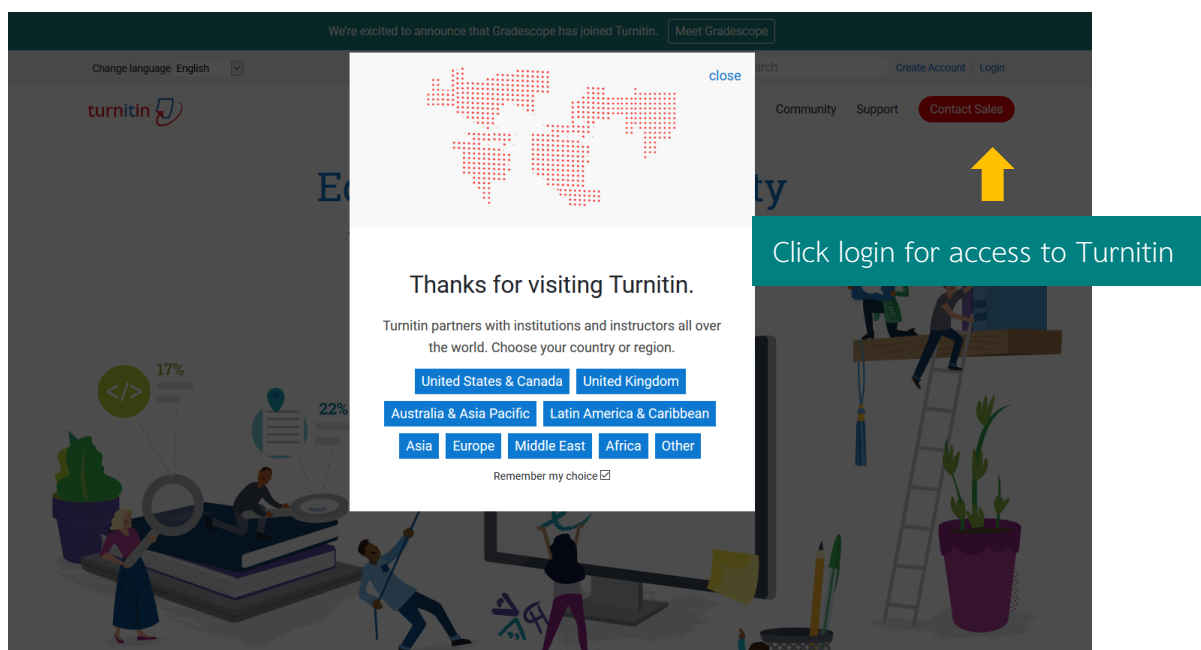 We're excited to announce that Gradescope has joined Turnitin. Meet Gradescope
Change language English
close
Create Account Login
turnitin
Community Support Contact Sales
Click login for access to Turnitin
Thanks for visiting Turnitin.
Turnitin partners with institutions and instructors all over
the world. Choose your country or region.
United States & Canada United Kingdom
Australia & Asia Pacific Latin America & Caribbean
Asia Europe Middle East Africa Other
Remember my choice
17%
</>
22%